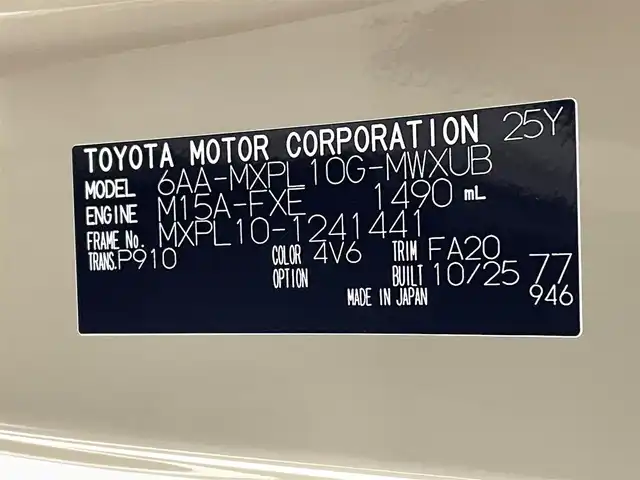 TOYOTA MOTOR CORPORATION 25Y
MODEL 6AA-MXPL10G-MWXUB
ENGINE M15A-FXE 1490 mL
FRAME No. MXPL10-1241441
TRANS. P910 COLOR 4V6 TRIM FA20
OPTION BUILT 10/25 77
MADE IN JAPAN 946